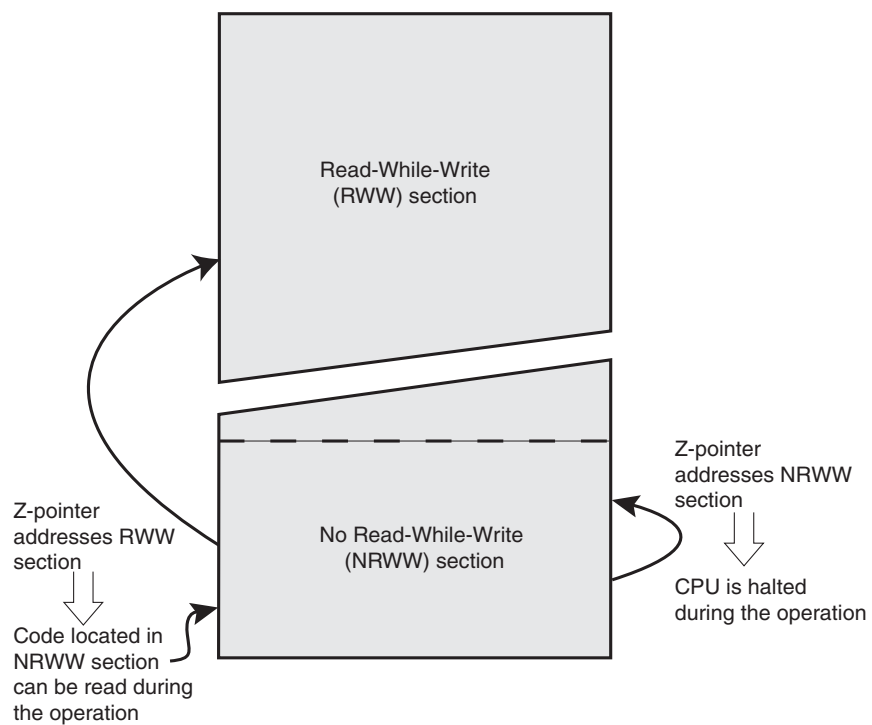 Read-While-Write
(RWW) section
Z-pointer
addresses NRWW
section
No Read-While-Write
(NRWW) section
CPU is halted
during the operation
Z-pointer
addresses RWW
section
Code located in
NRWW section
can be read during
the operation